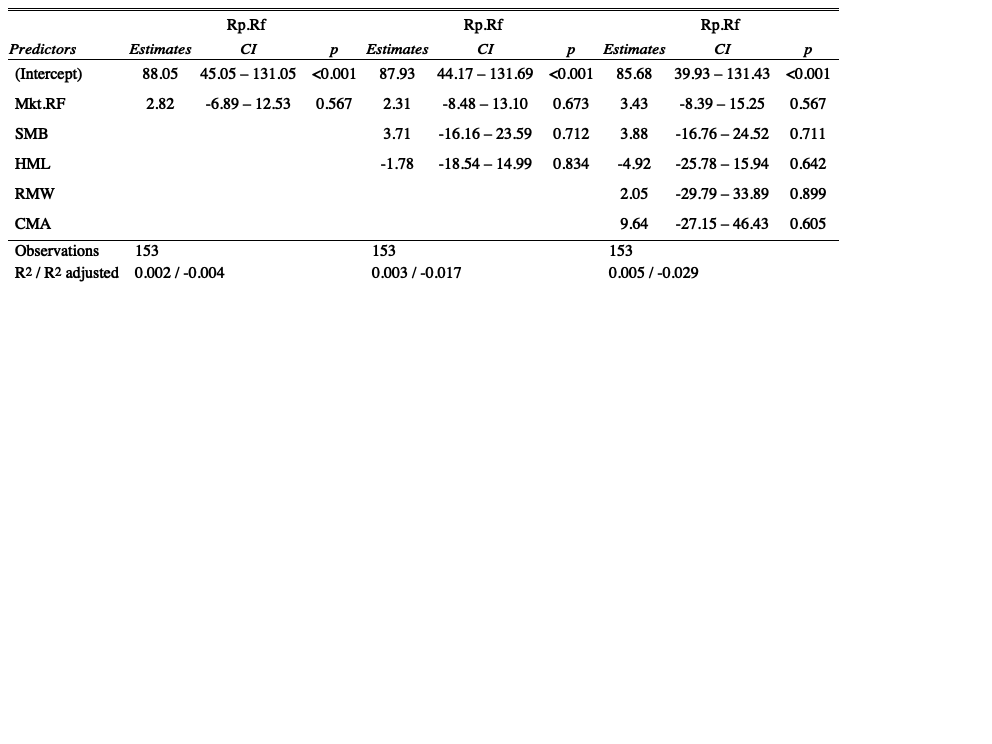 Rp.Rf Rp.Rf Rp.Rf
Predictors Estimates CI p Estimates CI p Estimates CI p
(Intercept) 88.05 45.05 – 131.05 <0.001 87.93 44.17 – 131.69 <0.001 85.68 39.93 – 131.43 <0.001
Mkt.RF 2.82 -6.89 – 12.53 0.567 2.31 -8.48 – 13.10 0.673 3.43 -8.39 – 15.25 0.567
SMB 3.71 -16.16 – 23.59 0.712 3.88 -16.76 – 24.52 0.711
HML -1.78 -18.54 – 14.99 0.834 -4.92 -25.78 – 15.94 0.642
RMW 2.05 -29.79 – 33.89 0.899
CMA 9.64 -27.15 – 46.43 0.605
Observations 153 153 153
R2 / R2 adjusted 0.002 / -0.004 0.003 / -0.017 0.005 / -0.029